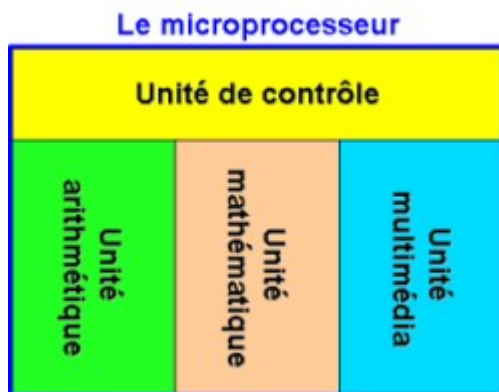 Le microprocesseur
Unité de contrôle
Unité
arithmétique
Unité
mathématique
Unité
multimédia